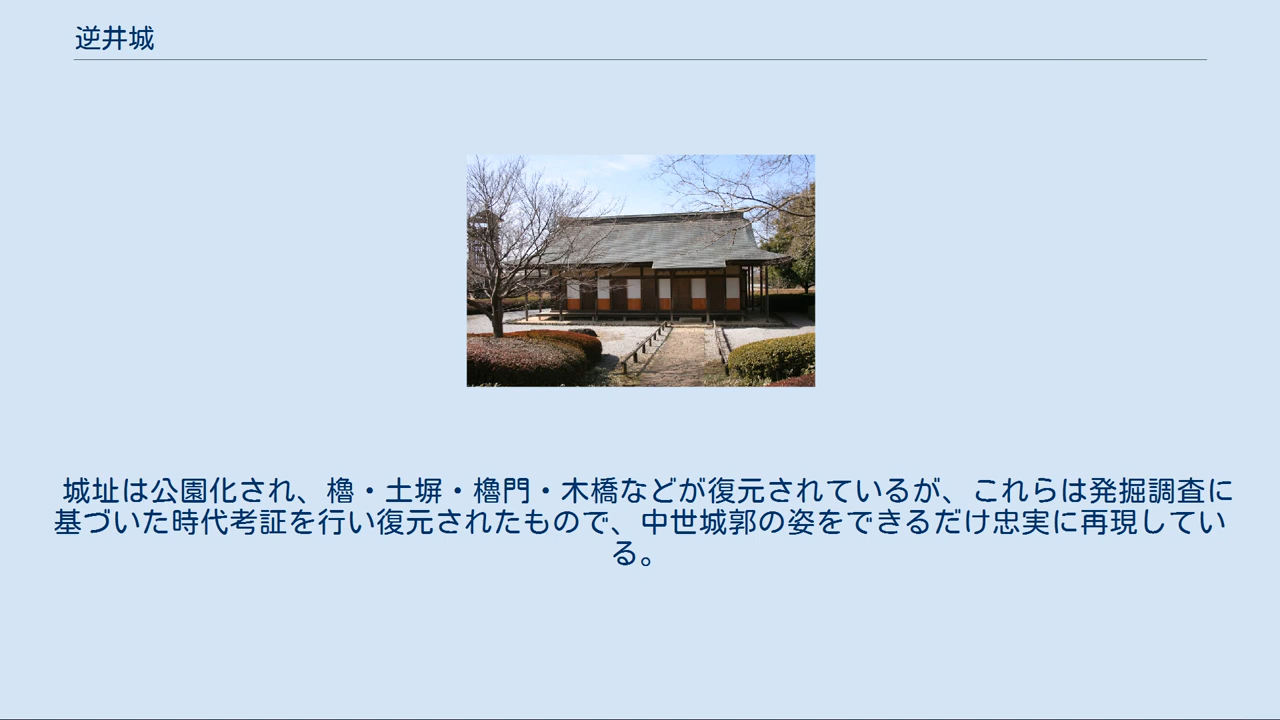 逆井城
城址は公園化され、櫓・土塀・櫓門・木橋などが復元されているが、これらは発掘調査に
基づいた時代考証を行い復元されたもので、中世城郭の姿をできるだけ忠実に再現してい
る。